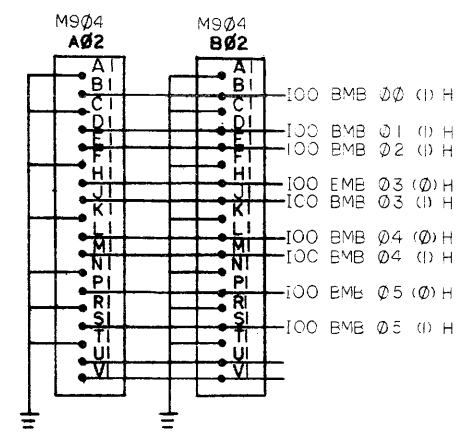 M9Ø4 M9Ø4
AØ2 BØ2
A1 A1
B1 B1 IOO BMB ØØ (1) H
C1 C1
D1 D1 IOO BMB Ø1 (1) H
E1 E1 IOO BMB Ø2 (1) H
F1 F1
H1 H1 IOO BMB Ø3 (Ø) H
J1 J1 IOO BMB Ø3 (1) H
K1 K1
L1 L1 IOO BMB Ø4 (Ø) H
M1 M1 IOO BMB Ø4 (1) H
N1 N1
P1 P1 IOO BMB Ø5 (Ø) H
R1 R1
S1 S1 IOO BMB Ø5 (1) H
T1 T1
U1 U1
V1 V1